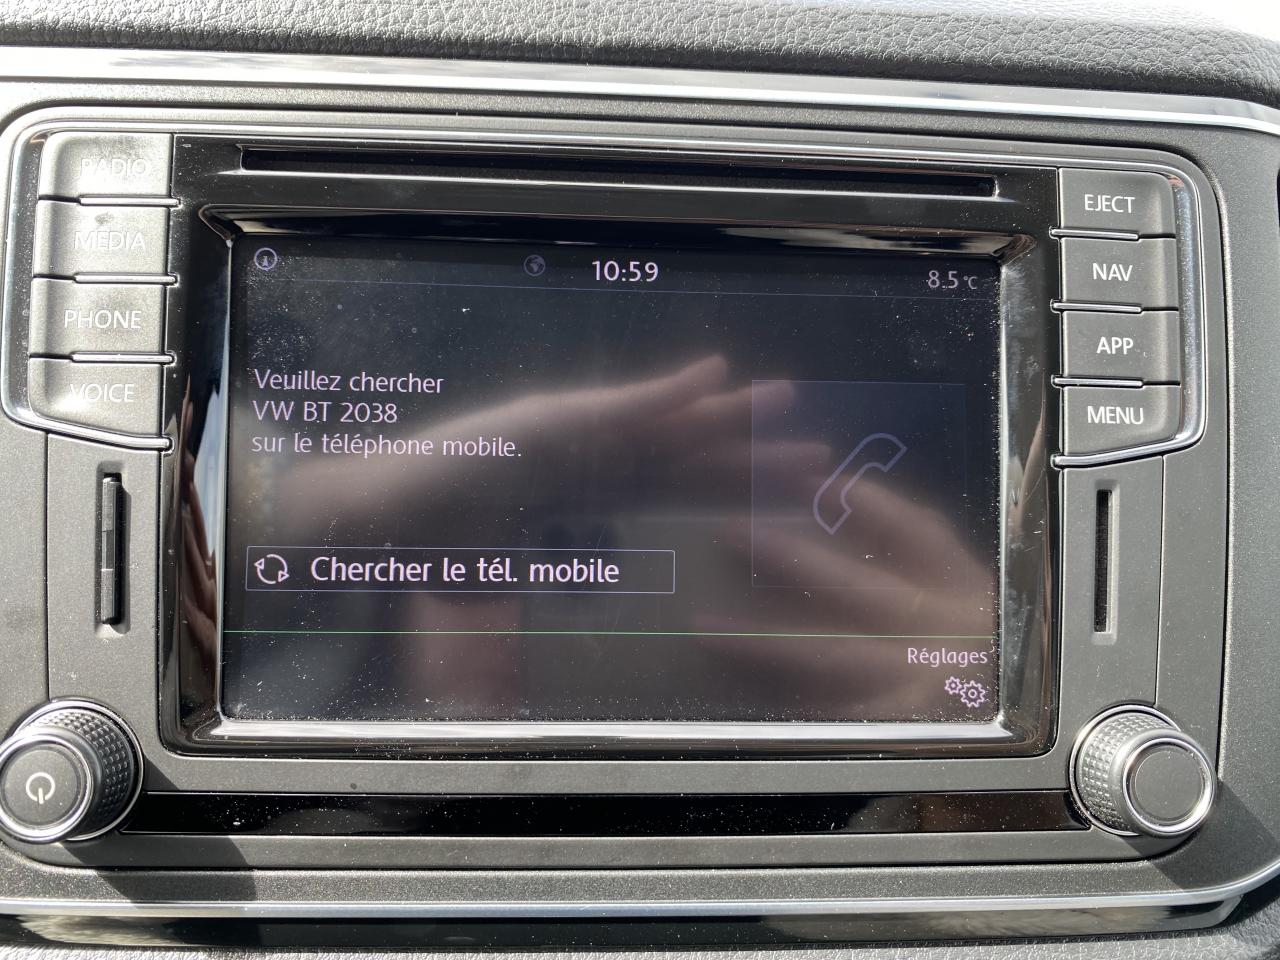 RADIO
MEDIA
PHONE
VOICE
10:59
8.5 °C
Veuillez chercher
VW BT 2038
sur le téléphone mobile.
Chercher le tél. mobile
Réglages
EJECT
NAV
APP
MENU